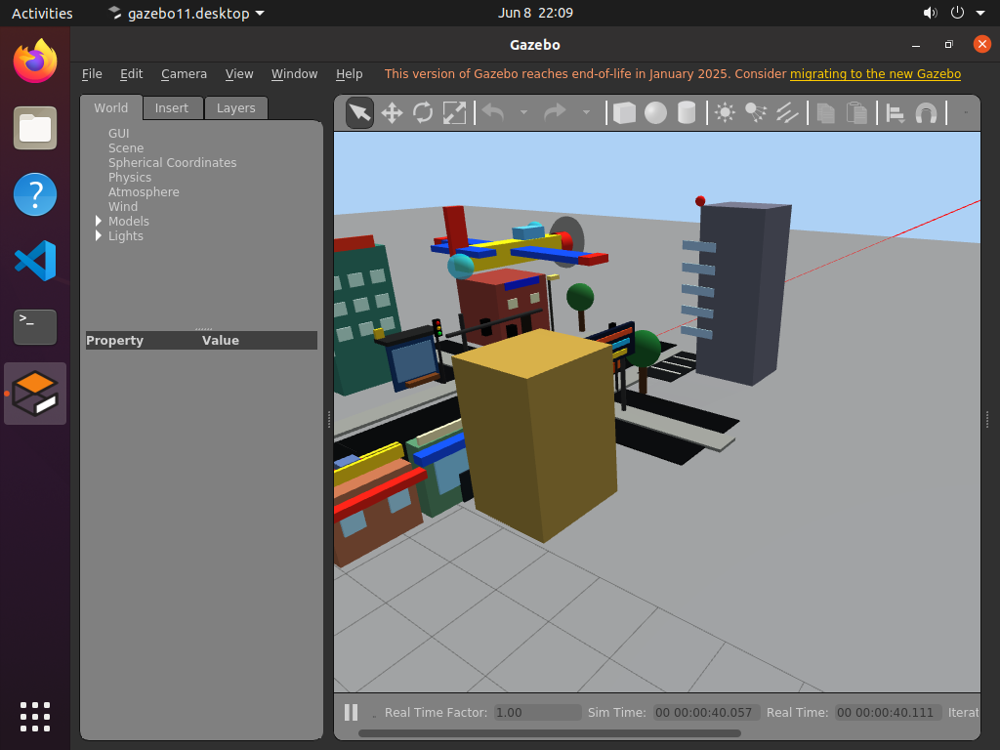 Activities
gazebo11.desktop
Jun 8 22:09
Gazebo
File Edit Camera View Window Help This version of Gazebo reaches end-of-life in January 2025. Consider migrating to the new Gazebo
World Insert Layers
GUI
Scene
Spherical Coordinates
Physics
Atmosphere
Wind
Models
Lights
Property Value
>_
Real Time Factor: 1.00 Sim Time: 00 00:00:40.057 Real Time: 00 00:00:40.111 Iterat